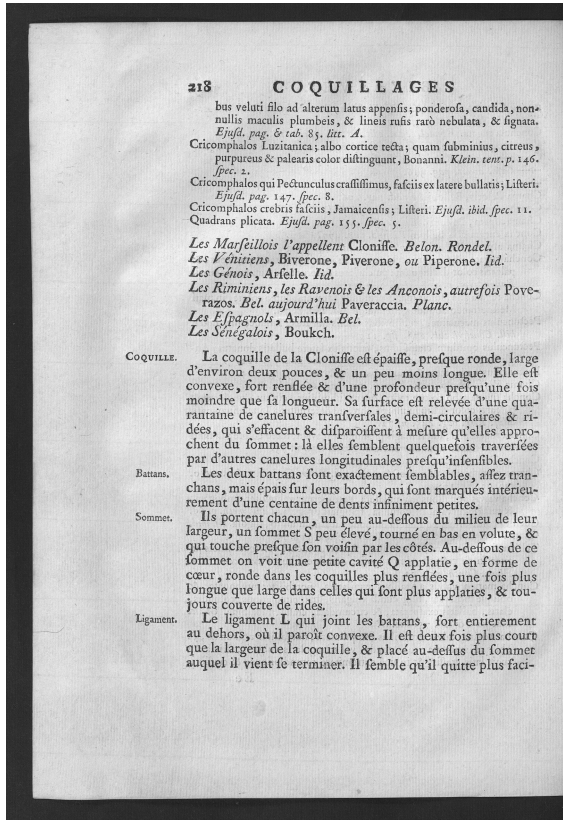 218 COQUILLAGES
bus veluti filo ad alterum latus appensis; ponderosa, candida, non-
nullis maculis plumbeis, & lineis rufis rarò nebulata, & signata.
Ejusd. pag. & tab. 85. litt. A.
Cricomphalos Luzitanica; albo cortice tecta; quam subminius, citreus,
purpureus & palearis color distinguunt, Bonanni. Klein. tent. p. 146.
spec. 2.
Cricomphalos qui Pectunculus crassissimus, fasciis ex latere bullatis; Listeri.
Ejusd. pag. 147. spec. 8.
Cricomphalos crebris fasciis, Jamaicensis; Listeri. Ejusd. ibid. spec. 11.
Quadrans plicata. Ejusd. pag. 155. spec. 5.
Les Marseillois l'appellent Clonisse. Belon. Rondel.
Les Vénitiens, Biverone, Piverone, ou Piperone. Iid.
Les Génois, Arselle. Iid.
Les Riminiens, les Ravenois & les Anconois, autrefois Pove-
razos. Bel. aujourd'hui Paveraccia. Planc.
Les Espagnols, Armilla. Bel.
Les Sénégalois, Boukch.
COQUILLE. La coquille de la Clonisse est épaisse, presque ronde, large
d'environ deux pouces, & un peu moins longue. Elle est
convexe, fort renflée & d'une profondeur presqu'une fois
moindre que sa longueur. Sa surface est relevée d'une qua-
rantaine de canelures transversales, demi-circulaires & ri-
dées, qui s'effacent & disparoissent à mesure qu'elles appro-
chent du sommet : là elles semblent quelquefois traversées
par d'autres canelures longitudinales presqu'insensibles.
Battans. Les deux battans sont exactement semblables, assez tran-
chans, mais épais sur leurs bords, qui sont marqués intérieu-
rement d'une centaine de dents infiniment petites.
Sommet. Ils portent chacun, un peu au-dessous du milieu de leur
largeur, un sommet S peu élevé, tourné en bas en volute, &
qui touche presque son voisin par les côtés. Au-dessous de ce
sommet on voit une petite cavité Q applatie, en forme de
cœur, ronde dans les coquilles plus renflées, une fois plus
longue que large dans celles qui sont plus applaties, & tou-
jours couverte de rides.
Ligament. Le ligament L qui joint les battans, sort entierement
au dehors, où il paroît convexe. Il est deux fois plus court
que la largeur de la coquille, & placé au-dessus du sommet
auquel il vient se terminer. Il semble qu'il quitte plus faci-